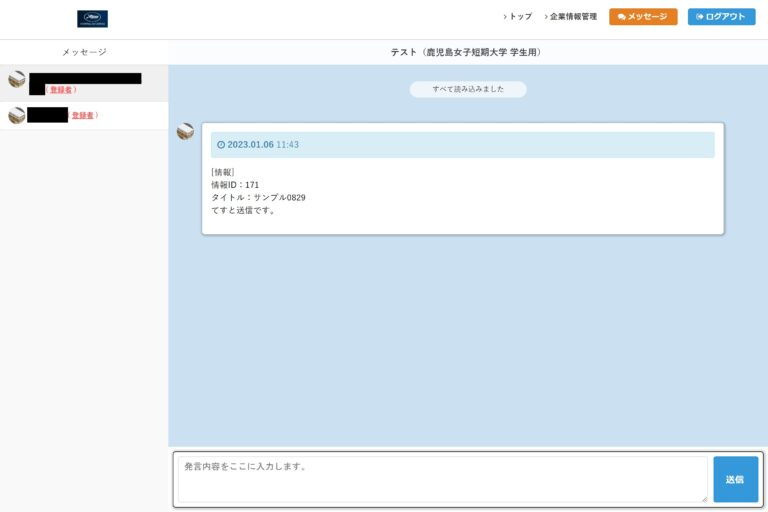 トップ
企業情報管理
メッセージ
ログアウト
メッセージ
テスト（鹿児島女子短期大学 学生用）
（登録者）
（登録者）
すべて読み込みました
2023.01.06 11:43
[情報]
情報ID：171
タイトル：サンプル0829
てすと送信です。
発言内容をここに入力します。
送信